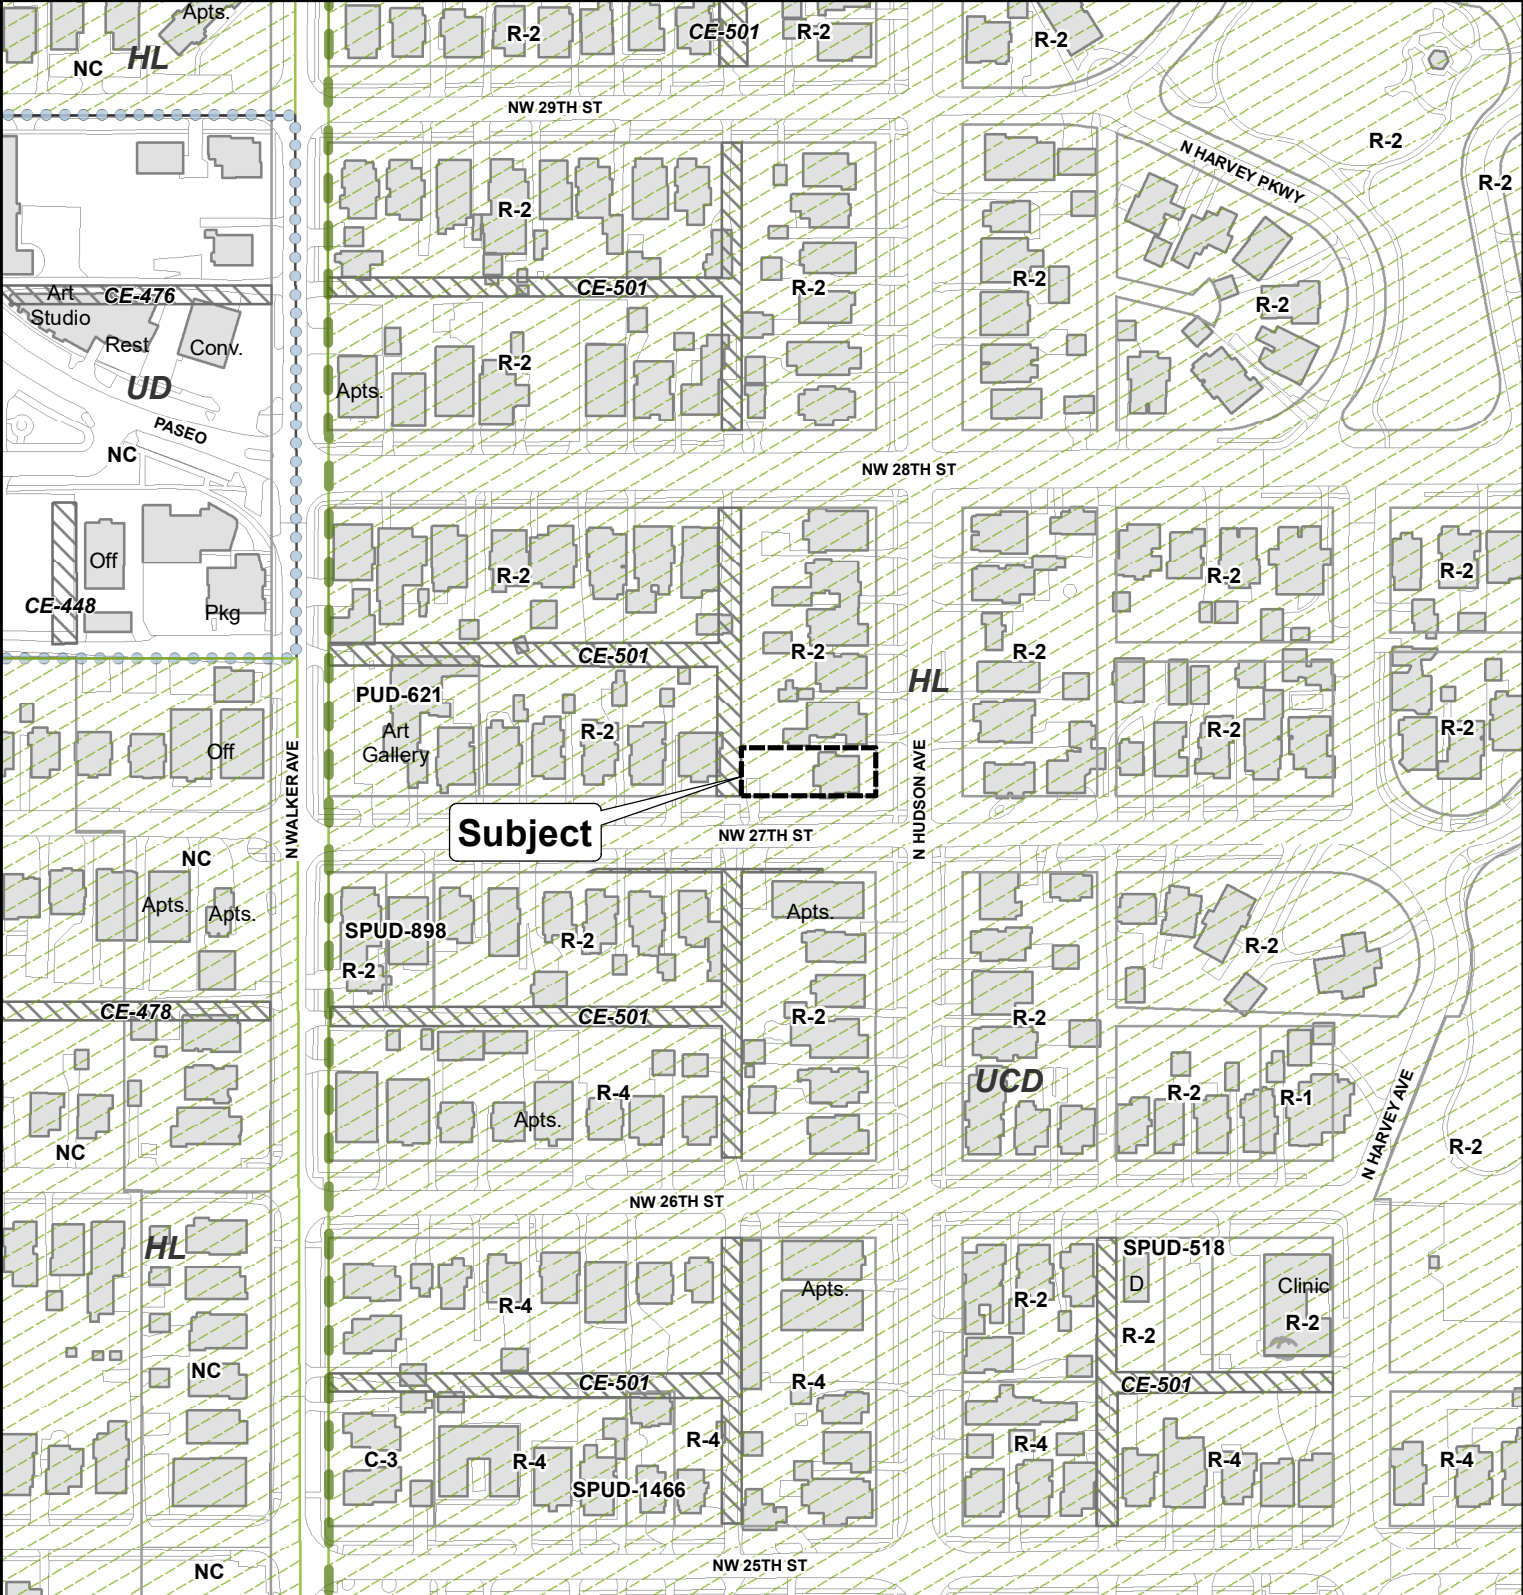 Apts.
HL
NC
R-2
CE-501
R-2
R-2
NW 29TH ST
R-2
N HARVEY PKWY
R-2
R-2
CE-476
CE-501
R-2
R-2
R-2
Art
Studio
Rest
Conv.
R-2
UD
Apts.
PASEO
NC
NW 28TH ST
Off
R-2
R-2
R-2
CE-448
Pkg
CE-501
R-2
R-2
HL
PUD-621
Art
Gallery
R-2
R-2
R-2
Off
N WALKER AVE
N HUDSON AVE
Subject
NW 27TH ST
NC
Apts.
Apts.
Apts.
SPUD-898
R-2
R-2
R-2
CE-478
CE-501
R-2
R-2
UCD
R-4
Apts.
R-2
R-1
N HARVEY AVE
NC
R-2
NW 26TH ST
HL
SPUD-518
D
Clinic
Apts.
R-4
R-2
R-2
R-2
NC
CE-501
R-4
CE-501
C-3
R-4
R-4
R-4
R-4
R-4
SPUD-1466
NW 25TH ST
NC